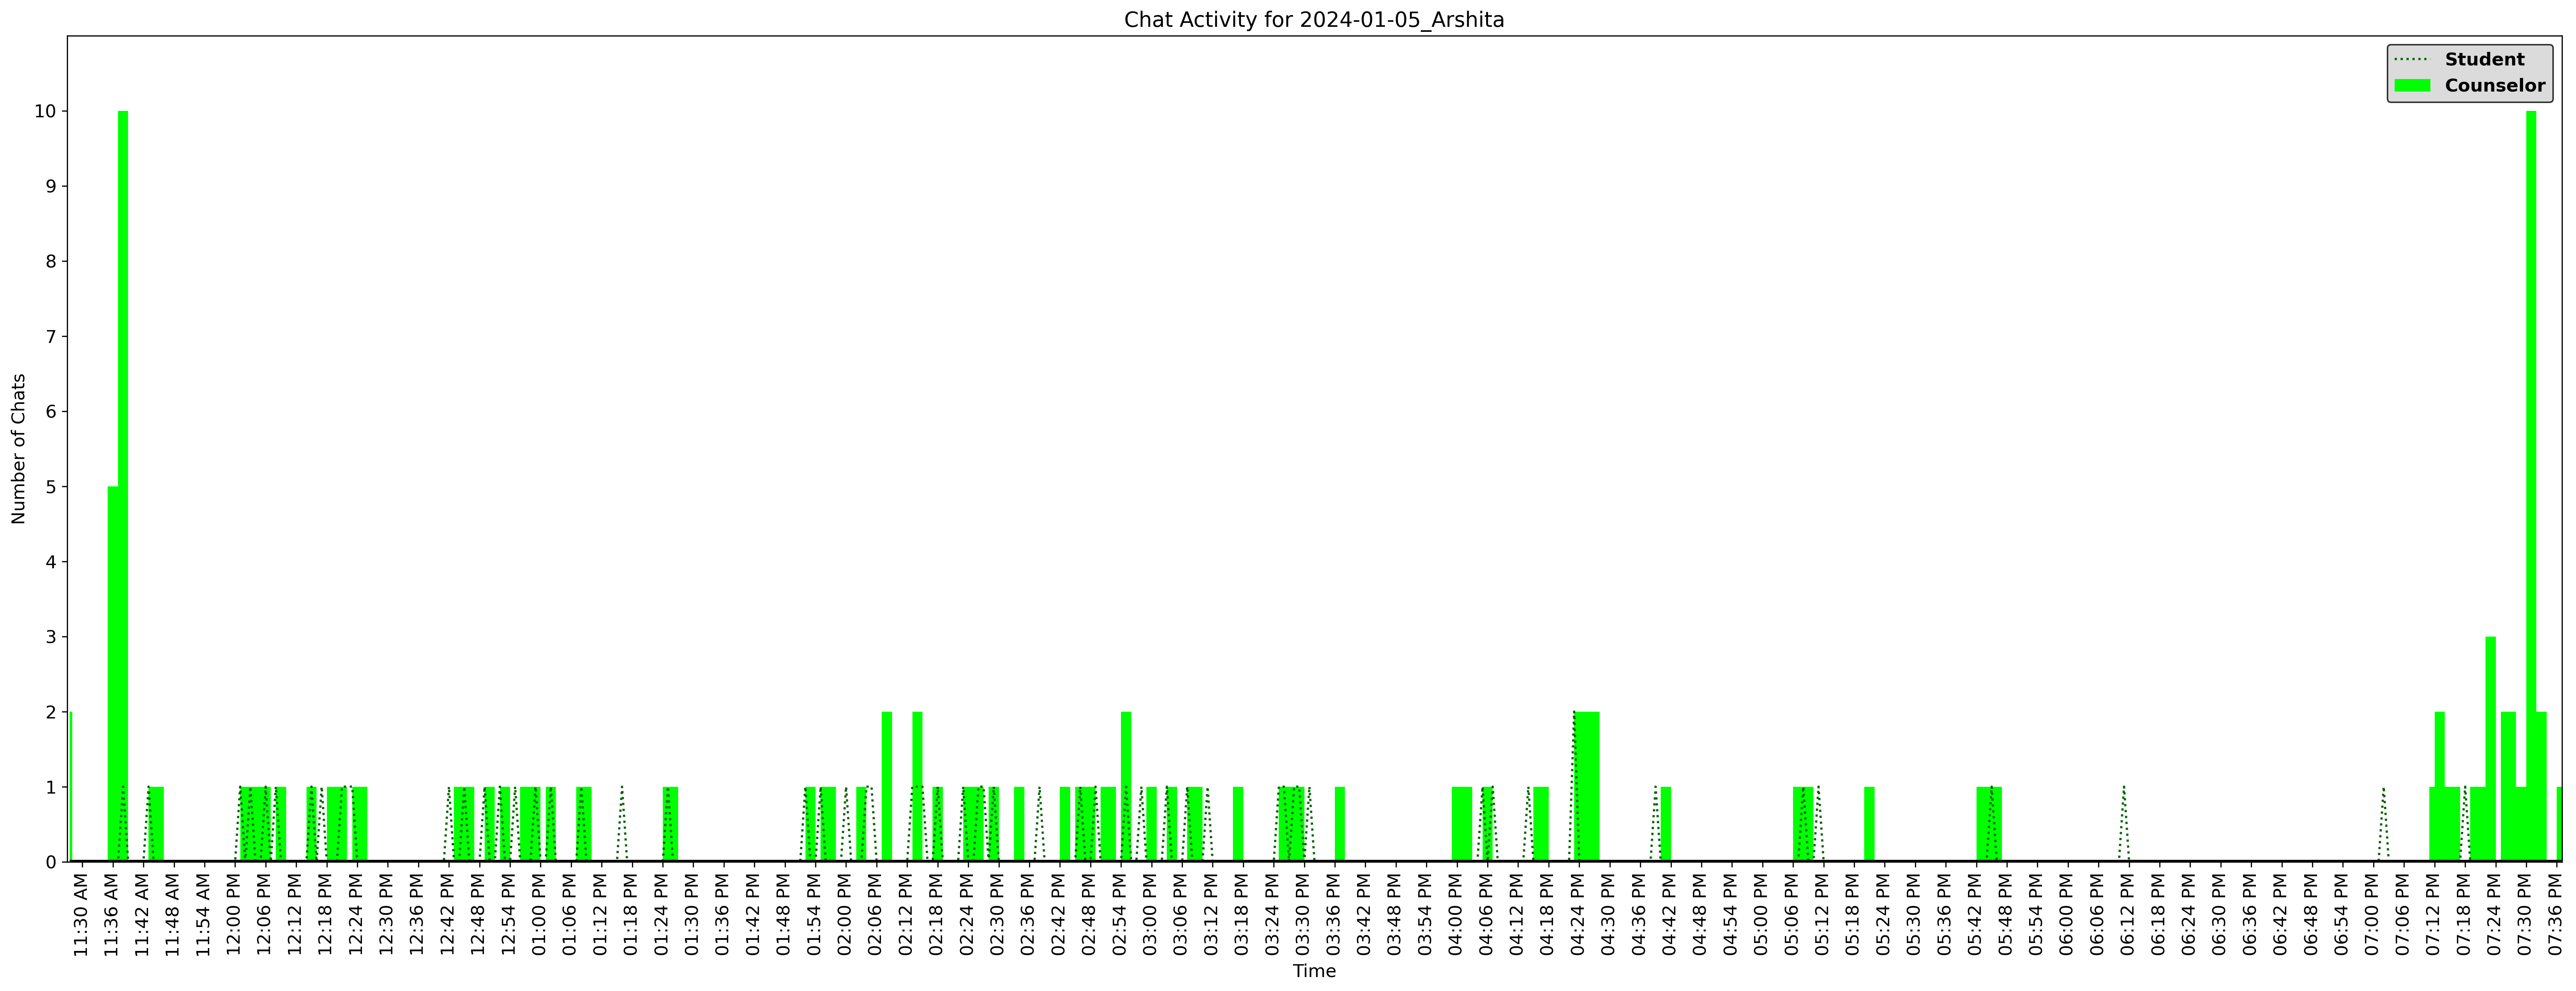 Chat Activity for 2024-01-05_Arshita
Student
Counselor
Number of Chats
10
9
8
7
6
5
4
3
2
1
0
11:30 AM
11:36 AM
11:42 AM
11:48 AM
11:54 AM
12:00 PM
12:06 PM
12:12 PM
12:18 PM
12:24 PM
12:30 PM
12:36 PM
12:42 PM
12:48 PM
12:54 PM
01:00 PM
01:06 PM
01:12 PM
01:18 PM
01:24 PM
01:30 PM
01:36 PM
01:42 PM
01:48 PM
01:54 PM
02:00 PM
02:06 PM
02:12 PM
02:18 PM
02:24 PM
02:30 PM
02:36 PM
02:42 PM
02:48 PM
02:54 PM
03:00 PM
03:06 PM
03:12 PM
03:18 PM
03:24 PM
03:30 PM
03:36 PM
03:42 PM
03:48 PM
03:54 PM
04:00 PM
04:06 PM
04:12 PM
04:18 PM
04:24 PM
04:30 PM
04:36 PM
04:42 PM
04:48 PM
04:54 PM
05:00 PM
05:06 PM
05:12 PM
05:18 PM
05:24 PM
05:30 PM
05:36 PM
05:42 PM
05:48 PM
05:54 PM
06:00 PM
06:06 PM
06:12 PM
06:18 PM
06:24 PM
06:30 PM
06:36 PM
06:42 PM
06:48 PM
06:54 PM
07:00 PM
07:06 PM
07:12 PM
07:18 PM
07:24 PM
07:30 PM
07:36 PM
Time